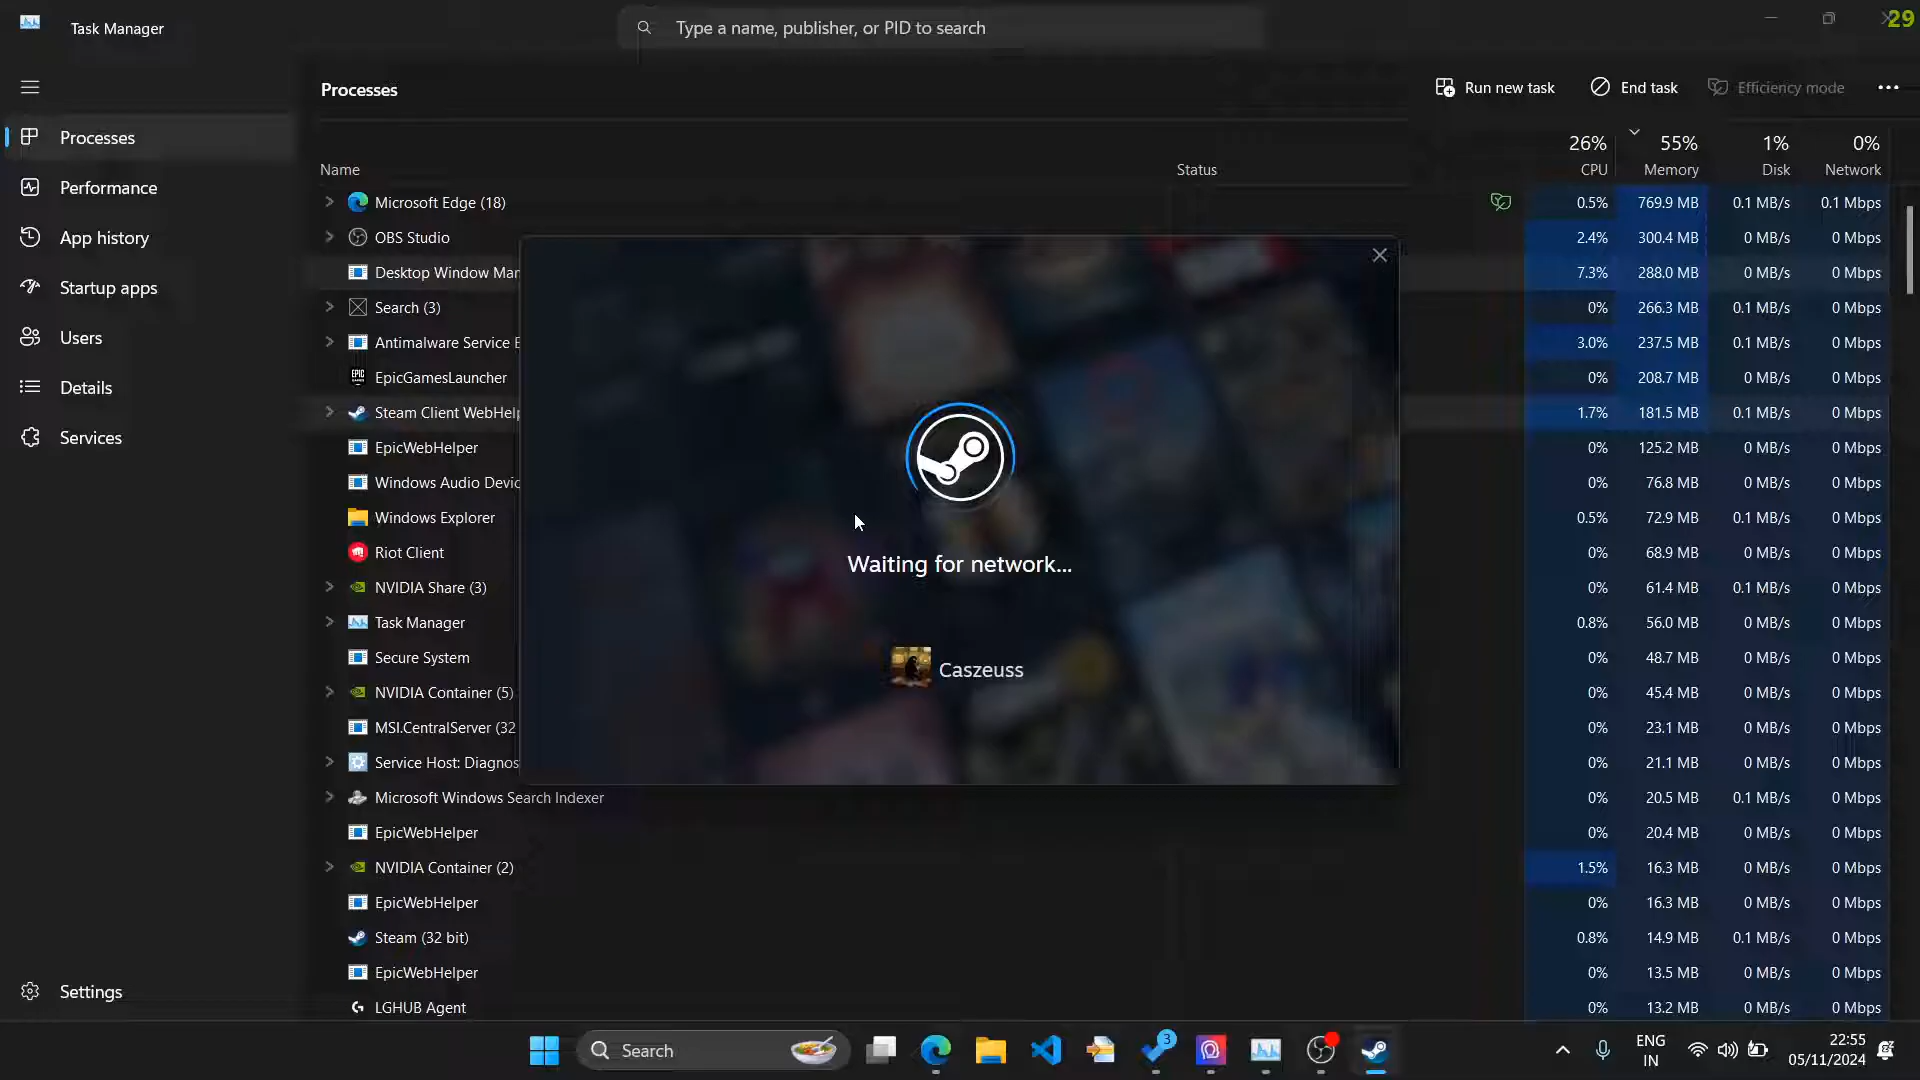 Task Manager
Type a name, publisher, or PID to search
29
Processes
Run new task
End task
Efficiency mode
Processes
Performance
App history
Startup apps
Users
Details
Services
Settings
26% 55% 1% 0%
Name Status CPU Memory Disk Network
Microsoft Edge (18) 0.5% 769.9 MB 0.1 MB/s 0.1 Mbps
OBS Studio 2.4% 300.4 MB 0 MB/s 0 Mbps
Desktop Window Man 7.3% 288.0 MB 0 MB/s 0 Mbps
Search (3) 0% 266.3 MB 0.1 MB/s 0 Mbps
Antimalware Service E 3.0% 237.5 MB 0.1 MB/s 0 Mbps
EpicGamesLauncher 0% 208.7 MB 0 MB/s 0 Mbps
Steam Client WebHelp 1.7% 181.5 MB 0.1 MB/s 0 Mbps
EpicWebHelper 0% 125.2 MB 0 MB/s 0 Mbps
Windows Audio Devic 0% 76.8 MB 0 MB/s 0 Mbps
Windows Explorer 0.5% 72.9 MB 0.1 MB/s 0 Mbps
Riot Client 0% 68.9 MB 0 MB/s 0 Mbps
NVIDIA Share (3) 0% 61.4 MB 0.1 MB/s 0 Mbps
Task Manager 0.8% 56.0 MB 0 MB/s 0 Mbps
Secure System 0% 48.7 MB 0 MB/s 0 Mbps
NVIDIA Container (5) 0% 45.4 MB 0 MB/s 0 Mbps
MSI.CentralServer (32 0% 23.1 MB 0 MB/s 0 Mbps
Service Host: Diagnos 0% 21.1 MB 0 MB/s 0 Mbps
Microsoft Windows Search Indexer 0% 20.5 MB 0.1 MB/s 0 Mbps
EpicWebHelper 0% 20.4 MB 0 MB/s 0 Mbps
NVIDIA Container (2) 1.5% 16.3 MB 0 MB/s 0 Mbps
EpicWebHelper 0% 16.3 MB 0 MB/s 0 Mbps
Steam (32 bit) 0.8% 14.9 MB 0.1 MB/s 0 Mbps
EpicWebHelper 0% 13.5 MB 0 MB/s 0 Mbps
LGHUB Agent 0% 13.2 MB 0 MB/s 0 Mbps
Waiting for network...
Caszeuss
Search
3
ENG
IN
22:55
05/11/2024